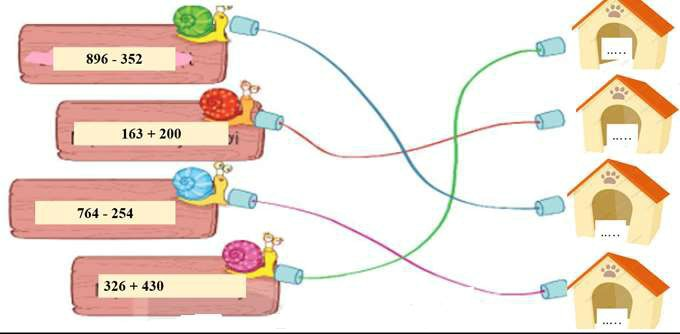 896 - 352
.....
163 + 200
.....
764 - 254
.....
326 + 430
.....